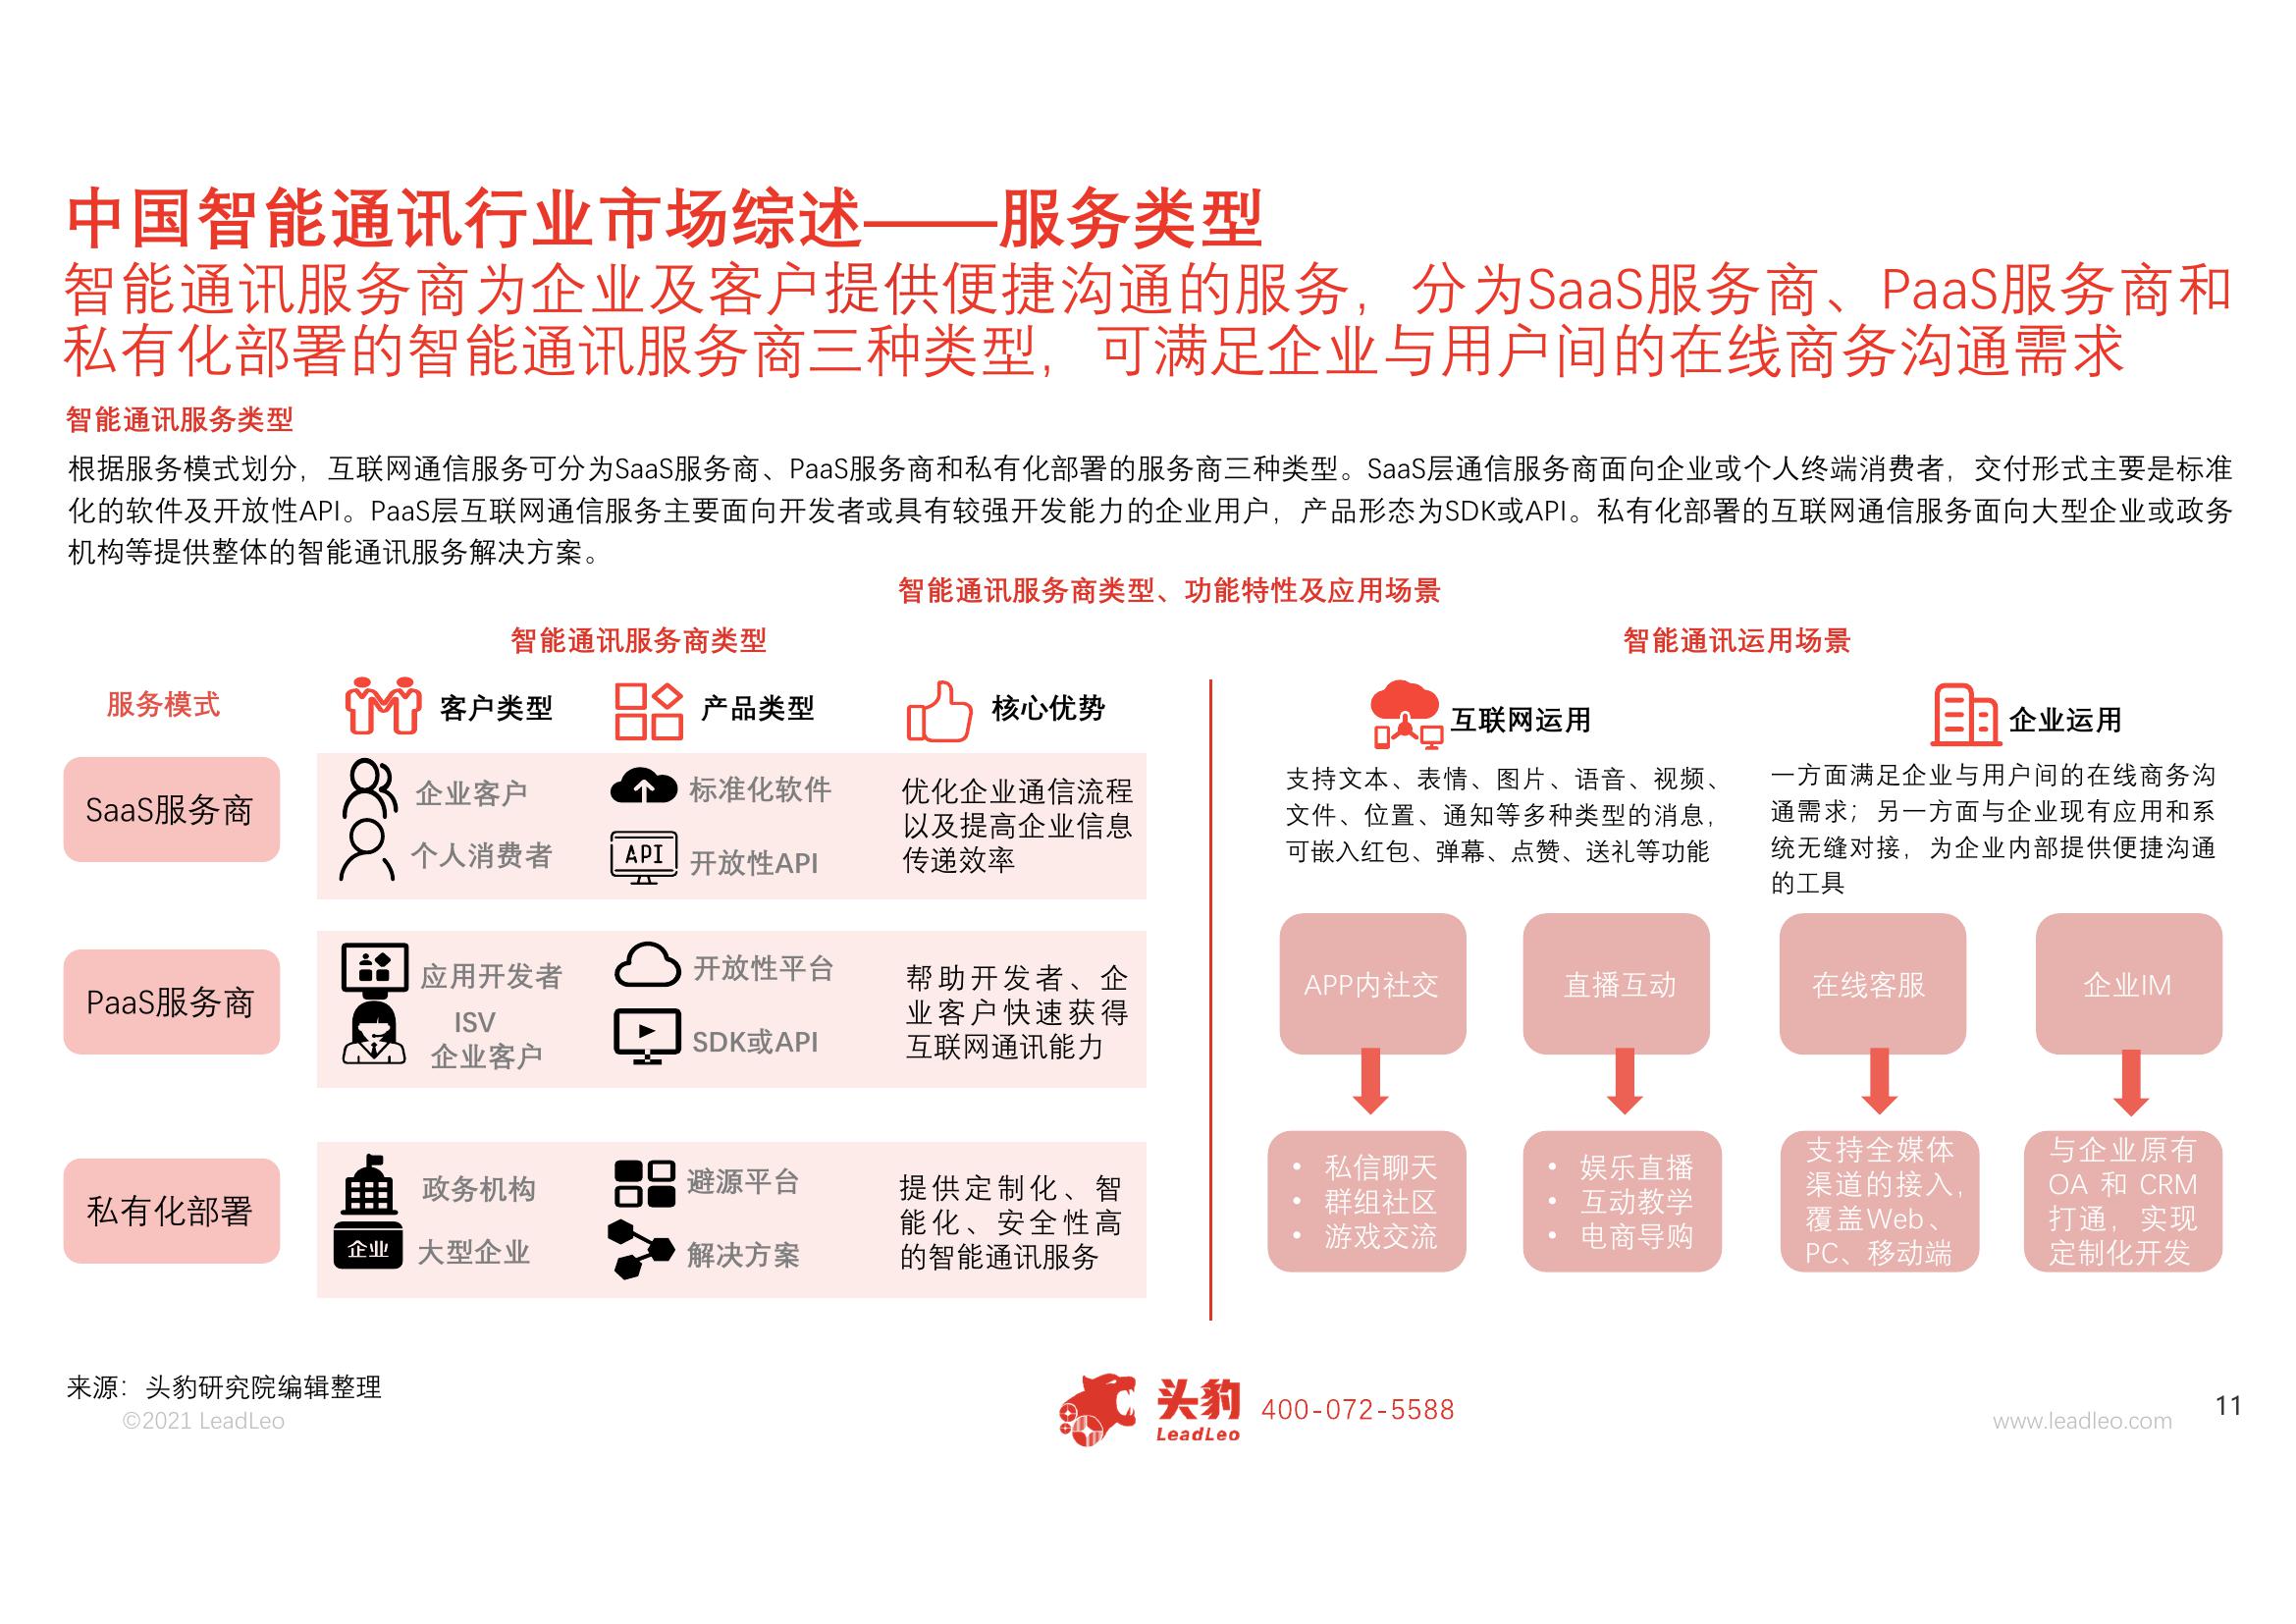 中国智能通讯行业市场综述——服务类型
智能通讯服务商为企业及客户提供便捷沟通的服务，分为SaaS服务商、PaaS服务商和
私有化部署的智能通讯服务商三种类型，可满足企业与用户间的在线商务沟通需求
智能通讯服务类型
根据服务模式划分，互联网通信服务可分为SaaS服务商、PaaS服务商和私有化部署的服务商三种类型。SaaS层通信服务商面向企业或个人终端消费者，交付形式主要是标准
化的软件及开放性API。PaaS层互联网通信服务主要面向开发者或具有较强开发能力的企业用户，产品形态为SDK或API。私有化部署的互联网通信服务面向大型企业或政务
机构等提供整体的智能通讯服务解决方案。
智能通讯服务商类型、功能特性及应用场景
智能通讯服务商类型
服务模式
客户类型
产品类型
核心优势
SaaS服务商
企业客户
个人消费者
标准化软件
API
开放性API
优化企业通信流程
以及提高企业信息
传递效率
PaaS服务商
应用开发者
ISV
企业客户
开放性平台
SDK或API
帮助开发者、企
业客户快速获得
互联网通讯能力
私有化部署
政务机构
企业
大型企业
避源平台
解决方案
提供定制化、智
能化、安全性高
的智能通讯服务
智能通讯运用场景
互联网运用
支持文本、表情、图片、语音、视频、
文件、位置、通知等多种类型的消息，
可嵌入红包、弹幕、点赞、送礼等功能
企业运用
一方面满足企业与用户间的在线商务沟
通需求；另一方面与企业现有应用和系
统无缝对接，为企业内部提供便捷沟通
的工具
APP内社交
直播互动
在线客服
企业IM
• 私信聊天
• 群组社区
• 游戏交流
• 娱乐直播
• 互动教学
• 电商导购
支持全媒体
渠道的接入，
覆盖Web、
PC、移动端
与企业原有
OA 和 CRM
打通，实现
定制化开发
来源：头豹研究院编辑整理
©2021 LeadLeo
头豹
LeadLeo
400-072-5588
www.leadleo.com
11